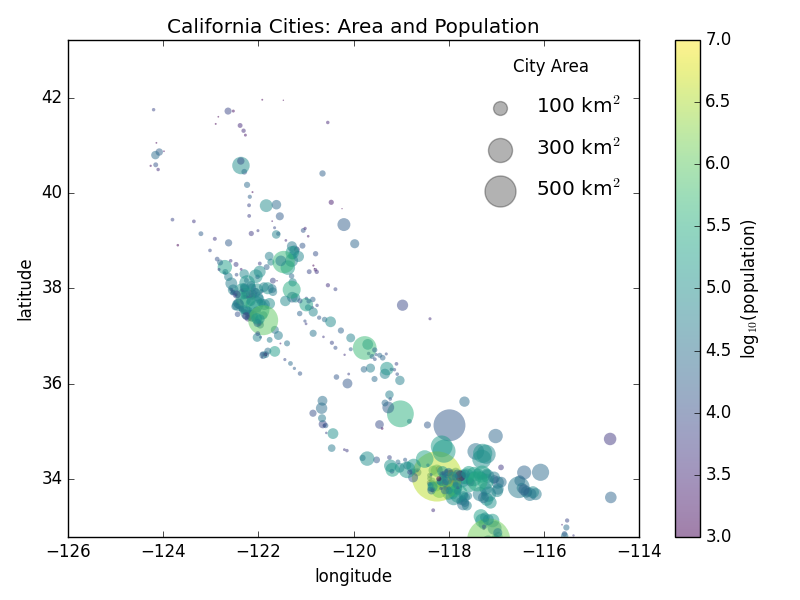 California Cities: Area and Population
City Area
100 km²
300 km²
500 km²
42
40
38
36
34
latitude
−126 −124 −122 −120 −118 −116 −114
longitude
7.0
6.5
6.0
5.5
5.0
4.5
4.0
3.5
3.0
log₁₀(population)